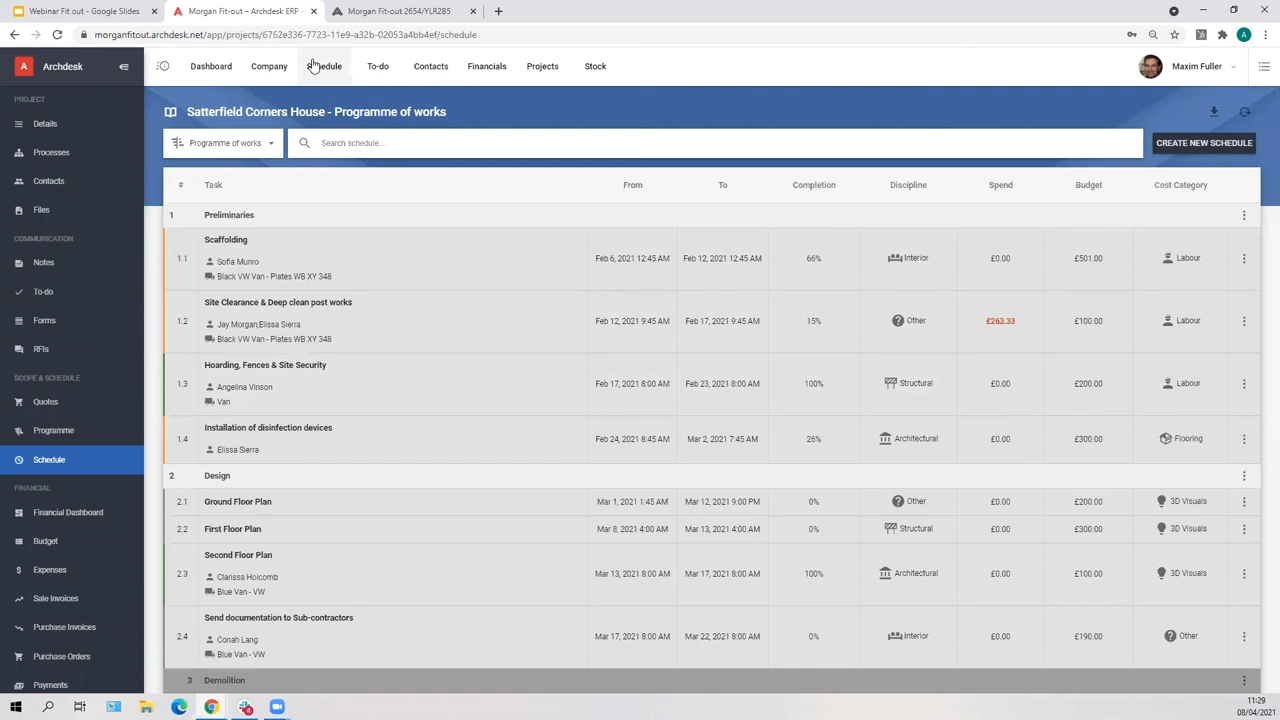 Webinar Fit out - Google Slides
Morgan Fit-out – Archdesk ERP -
Morgan Fit-out 2654/YLR2B5
morganfitout.archdesk.net/app/projects/6762e336-7723-11e9-a32b-02053a4bb4ef/schedule
A
A Archdesk
Dashboard Company Schedule To-do Contacts Financials Projects Stock
Maxim Fuller
PROJECT
Details
Processes
Contacts
Files
COMMUNICATION
Notes
To-do
Forms
RFIs
SCOPE & SCHEDULE
Quotes
Programme
Schedule
FINANCIAL
Financial Dashboard
Budget
Expenses
Sale Invoices
Purchase Invoices
Purchase Orders
Payments
Satterfield Corners House - Programme of works
Programme of works Search schedule... CREATE NEW SCHEDULE
# Task From To Completion Discipline Spend Budget Cost Category
1 Preliminaries
Scaffolding
1.1 Sofia Munro Feb 6, 2021 12:45 AM Feb 12, 2021 12:45 AM 66% Interior £0.00 £501.00 Labour
Black VW Van - Plates WB XY 348
Site Clearance & Deep clean post works
1.2 Jay Morgan,Elissa Sierra Feb 12, 2021 9:45 AM Feb 17, 2021 9:45 AM 15% Other £263.33 £100.00 Labour
Black VW Van - Plates WB XY 348
Hoarding, Fences & Site Security
1.3 Angelina Vinson Feb 17, 2021 8:00 AM Feb 23, 2021 8:00 AM 100% Structural £0.00 £200.00 Labour
Van
Installation of disinfection devices
1.4 Elissa Sierra Feb 24, 2021 8:45 AM Mar 2, 2021 7:45 AM 26% Architectural £0.00 £300.00 Flooring
2 Design
2.1 Ground Floor Plan Mar 1, 2021 1:45 AM Mar 12, 2021 9:00 PM 0% Other £0.00 £200.00 3D Visuals
2.2 First Floor Plan Mar 8, 2021 4:00 AM Mar 13, 2021 4:00 AM 0% Structural £0.00 £300.00 3D Visuals
Second Floor Plan
2.3 Clarissa Holcomb Mar 13, 2021 8:00 AM Mar 17, 2021 8:00 AM 100% Architectural £0.00 £100.00 3D Visuals
Blue Van - VW
Send documentation to Sub-contractors
2.4 Conah Lang Mar 17, 2021 8:00 AM Mar 22, 2021 8:00 AM 0% Interior £0.00 £190.00 Other
Blue Van - VW
3 Demolition
11:29
08/04/2021